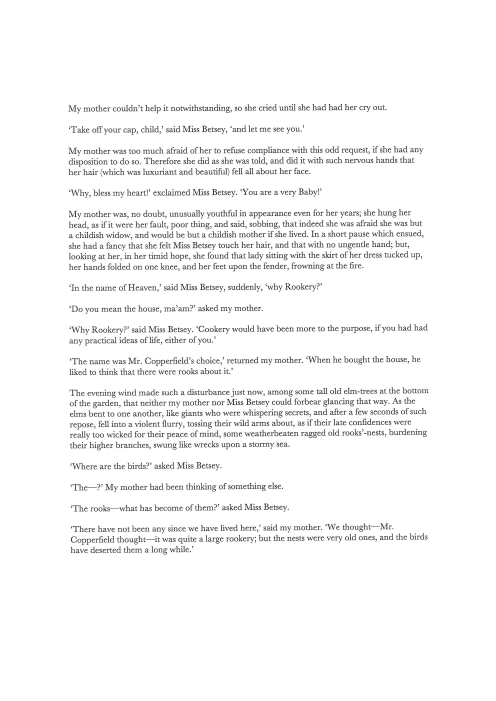 My mother couldn't help it notwithstanding, so she cried until she had had her cry out.
'Take off your cap, child,' said Miss Betsey, 'and let me see you.'
My mother was too much afraid of her to refuse compliance with this odd request, if she had any
disposition to do so. Therefore she did as she was told, and did it with such nervous hands that
her hair (which was luxuriant and beautiful) fell all about her face.
'Why, bless my heart!' exclaimed Miss Betsey. 'You are a very Baby!'
My mother was, no doubt, unusually youthful in appearance even for her years; she hung her
head, as if it were her fault, poor thing, and said, sobbing, that indeed she was afraid she was but
a childish widow, and would be but a childish mother if she lived. In a short pause which ensued,
she had a fancy that she felt Miss Betsey touch her hair, and that with no ungentle hand; but,
looking at her, in her timid hope, she found that lady sitting with the skirt of her dress tucked up,
her hands folded on one knee, and her feet upon the fender, frowning at the fire.
'In the name of Heaven,' said Miss Betsey, suddenly, 'why Rookery?'
'Do you mean the house, ma'am?' asked my mother.
'Why Rookery?' said Miss Betsey. 'Cookery would have been more to the purpose, if you had had
any practical ideas of life, either of you.'
'The name was Mr. Copperfield's choice,' returned my mother. 'When he bought the house, he
liked to think that there were rooks about it.'
The evening wind made such a disturbance just now, among some tall old elm-trees at the bottom
of the garden, that neither my mother nor Miss Betsey could forbear glancing that way. As the
elms bent to one another, like giants who were whispering secrets, and after a few seconds of such
repose, fell into a violent flurry, tossing their wild arms about, as if their late confidences were
really too wicked for their peace of mind, some weatherbeaten ragged old rooks'-nests, burdening
their higher branches, swung like wrecks upon a stormy sea.
'Where are the birds?' asked Miss Betsey.
'The—?' My mother had been thinking of something else.
'The rooks—what has become of them?' asked Miss Betsey.
'There have not been any since we have lived here,' said my mother. 'We thought—Mr.
Copperfield thought—it was quite a large rookery; but the nests were very old ones, and the birds
have deserted them a long while.'